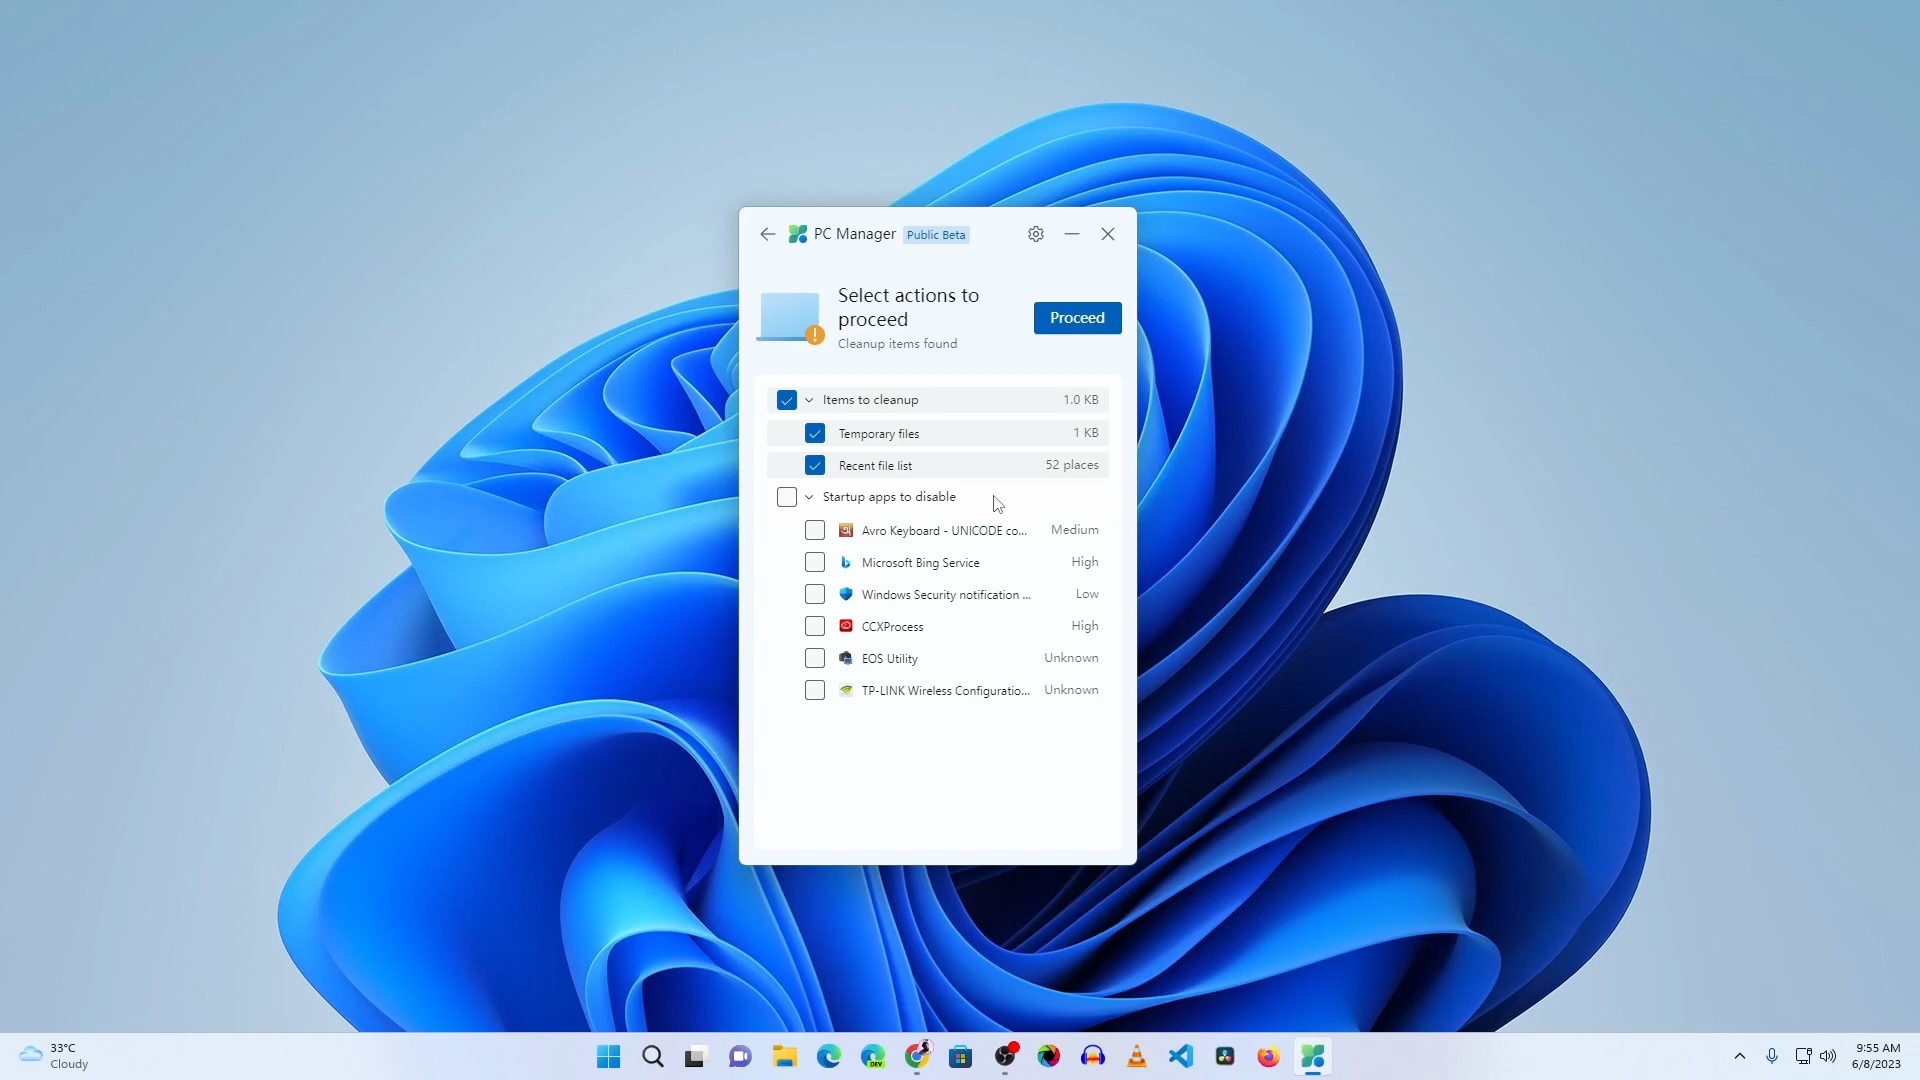 PC Manager Public Beta
Select actions to
proceed
Proceed
Cleanup items found
Items to cleanup 1.0 KB
Temporary files 1 KB
Recent file list 52 places
Startup apps to disable
Avro Keyboard - UNICODE co... Medium
Microsoft Bing Service High
Windows Security notification ... Low
CCXProcess High
EOS Utility Unknown
TP-LINK Wireless Configuratio... Unknown
33°C
Cloudy
DEV
9:55 AM
6/8/2023